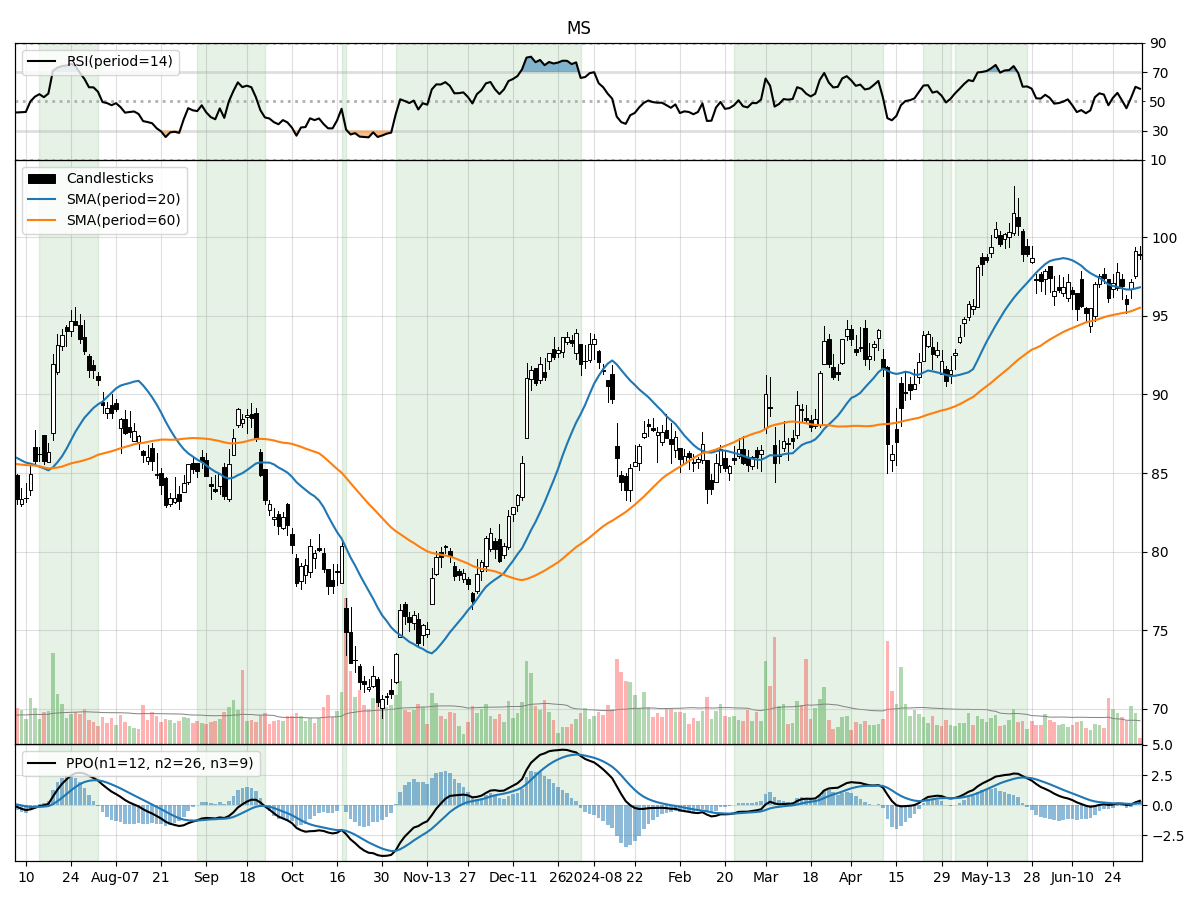 MS
RSI(period=14)
90
70
50
30
10
Candlesticks
SMA(period=20)
SMA(period=60)
100
95
90
85
80
75
70
PPO(n1=12, n2=26, n3=9)
5.0
2.5
0.0
−2.5
10 24 Aug-07 21 Sep 18 Oct 16 30 Nov-13 27 Dec-11 26 2024-08 22 Feb 20 Mar 18 Apr 15 29 May-13 28 Jun-10 24